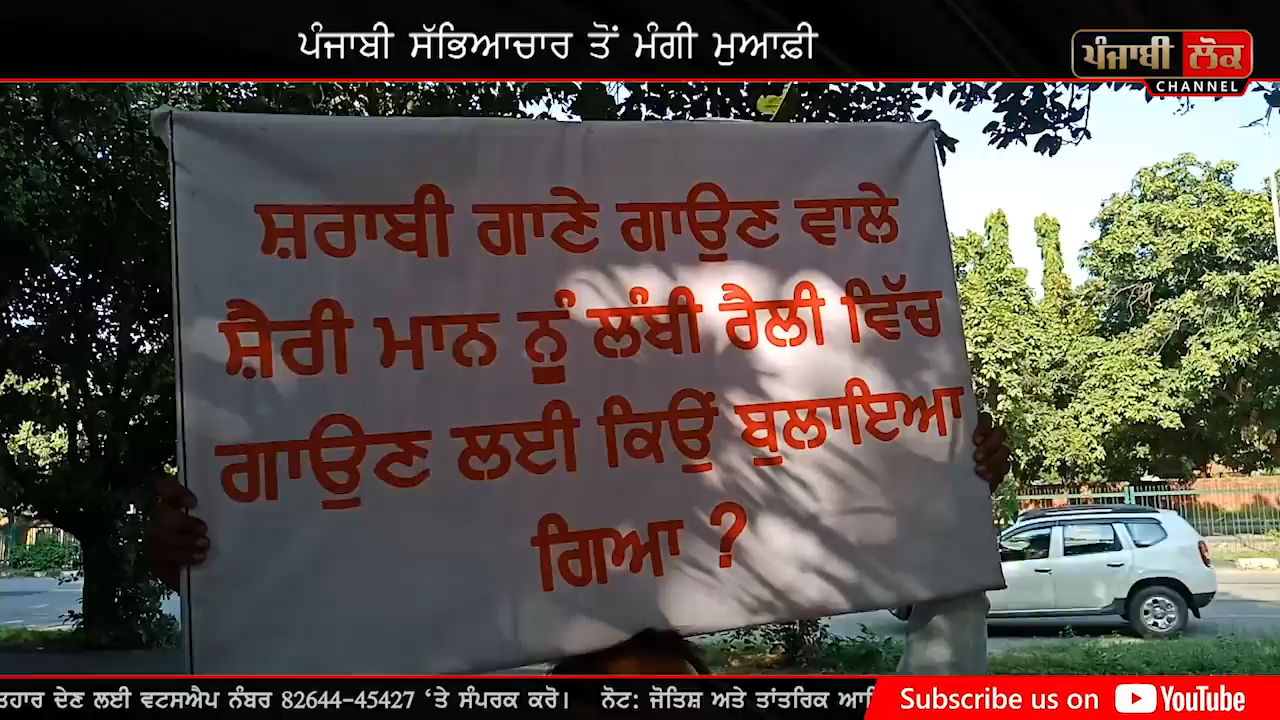 ਪੰਜਾਬੀ ਸੱਭਿਆਚਾਰ ਤੋਂ ਮੰਗੀ ਮੁਆਫ਼ੀ
ਪੰਜਾਬੀ ਲੋਕ
CHANNEL
ਸ਼ਰਾਬੀ ਗਾਣੇ ਗਾਉਣ ਵਾਲੇ
ਸ਼ੈਰੀ ਮਾਨ ਨੂੰ ਲੰਬੀ ਰੈਲੀ ਵਿੱਚ
ਗਾਉਣ ਲਈ ਕਿਉਂ ਬੁਲਾਇਆ
ਗਿਆ ?
ਦੇਣ ਲਈ ਵਟਸਐਪ ਨੰਬਰ 82644-45427 ‘ਤੇ ਸੰਪਰਕ ਕਰੋ। ਨੋਟ: ਜੋਤਿਸ਼ ਅਤੇ ਤਾਂਤਰਿਕ
Subscribe us on YouTube